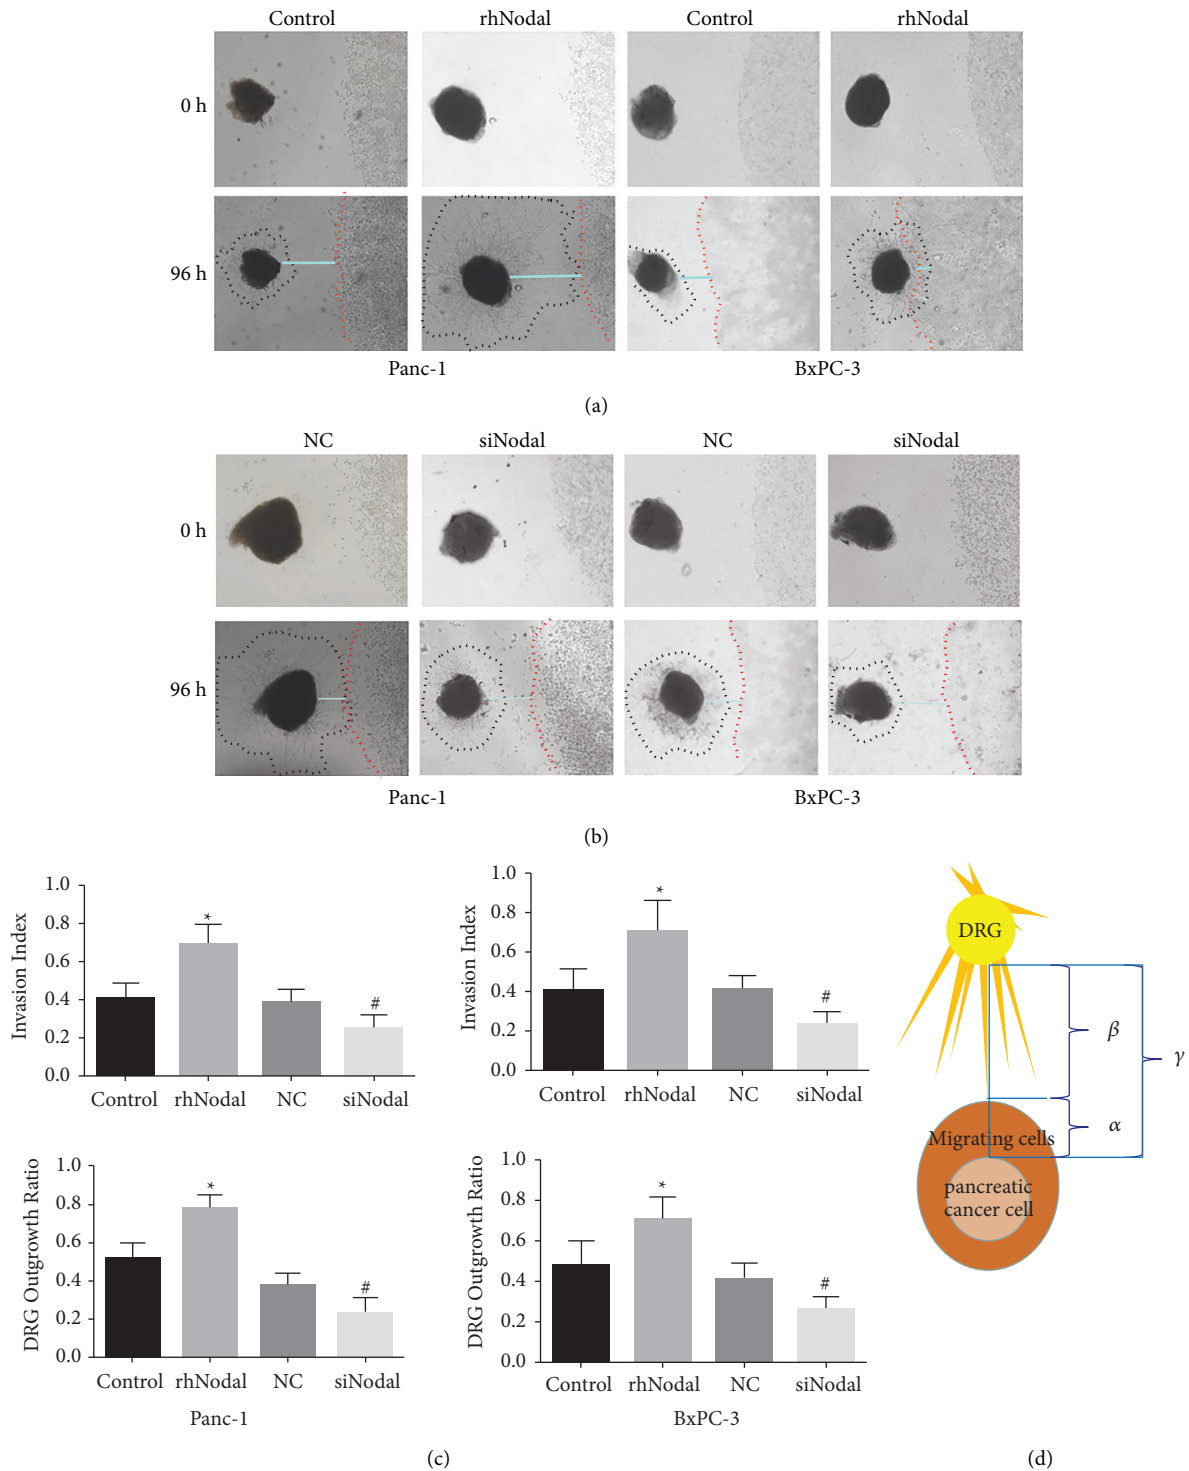 Control rhNodal Control rhNodal
0 h
96 h
Panc-1 BxPC-3
(a)
NC siNodal NC siNodal
0 h
96 h
Panc-1 BxPC-3
(b)
Invasion Index
1.0
0.8
0.6
0.4
0.2
0.0
*
#
Control rhNodal NC siNodal
Invasion Index
1.0
0.8
0.6
0.4
0.2
0.0
*
#
Control rhNodal NC siNodal
DRG Outgrowth Ratio
1.0
0.8
0.6
0.4
0.2
0.0
*
#
Control rhNodal NC siNodal
Panc-1
DRG Outgrowth Ratio
1.0
0.8
0.6
0.4
0.2
0.0
*
#
Control rhNodal NC siNodal
BxPC-3
(c)
DRG
β
γ
α
Migrating cells
pancreatic
cancer cell
(d)